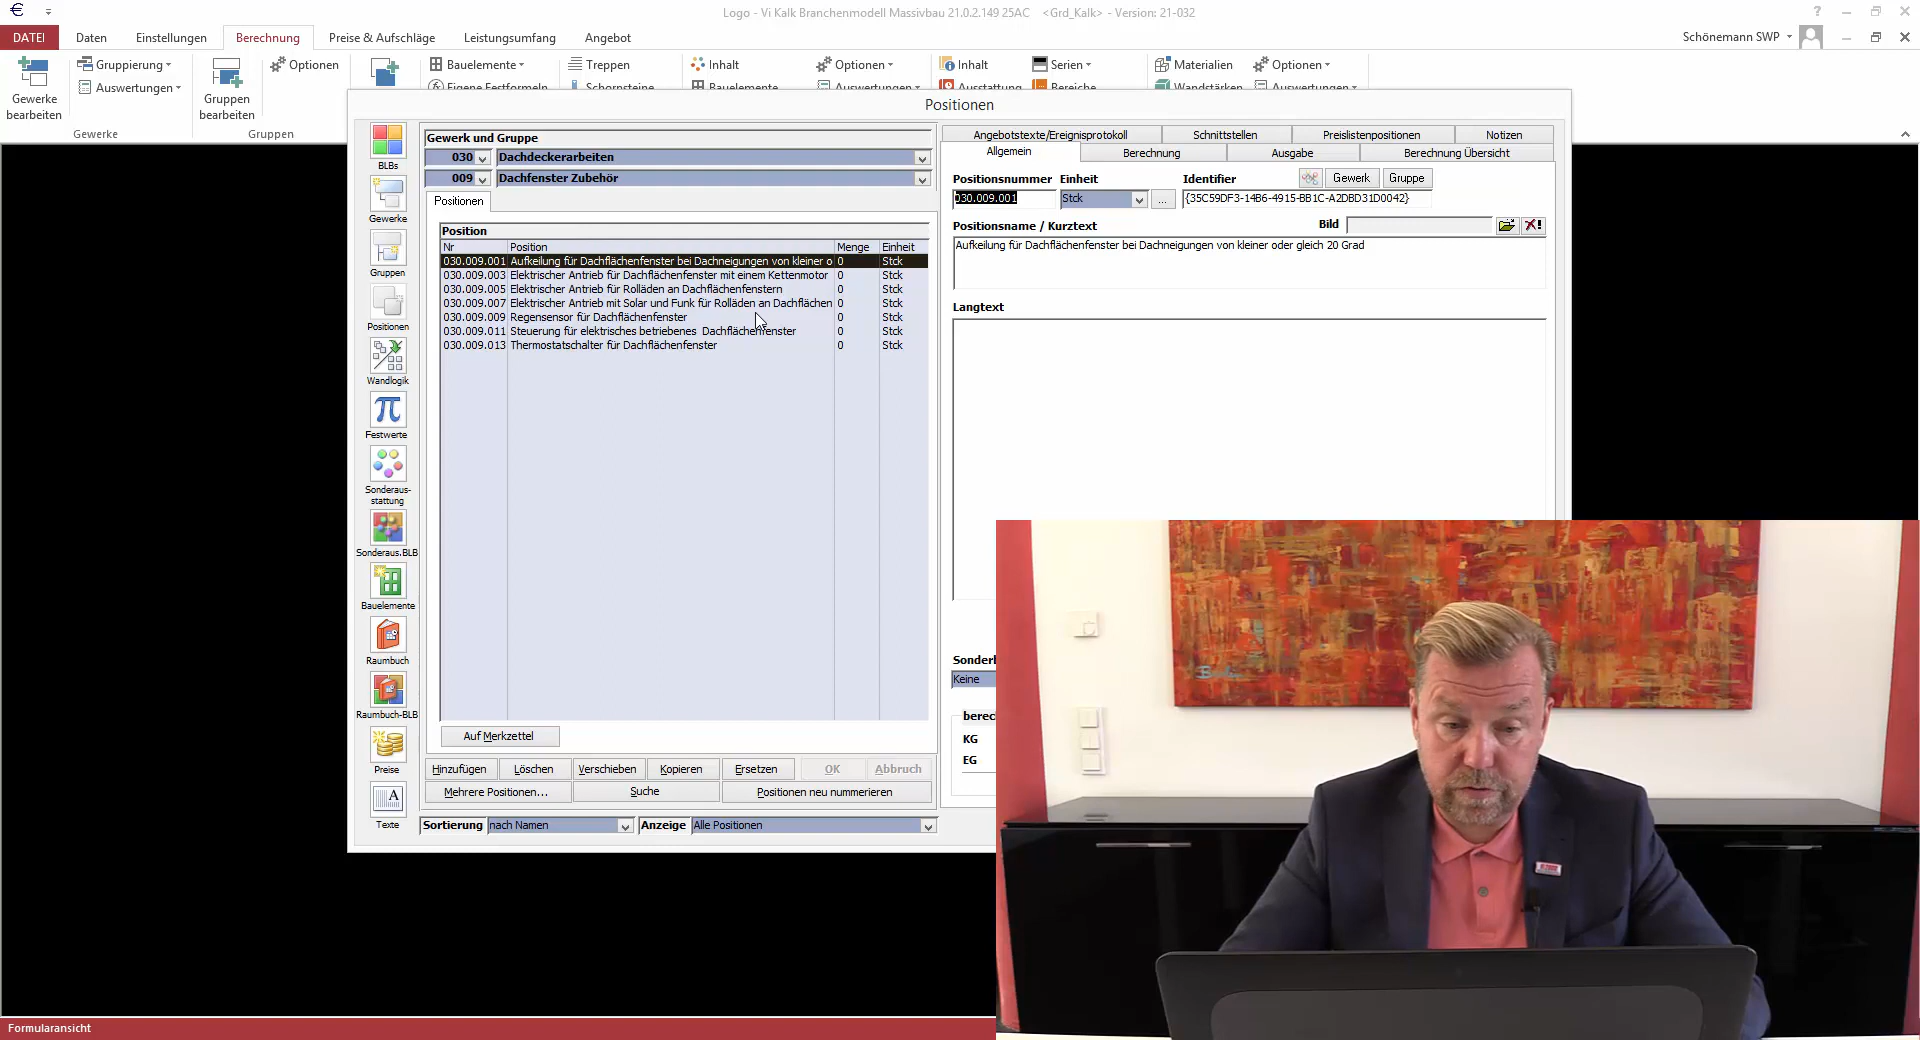 Logo - Vi Kalk Branchenmodell Massivbau 21.0.2.149 25AC <Grd_Kalk> - Version: 21-032
DATEI Daten Einstellungen Berechnung Preise & Aufschläge Leistungsumfang Angebot
Schönemann SWP
Gewerke bearbeiten
Gruppierung
Auswertungen
Gewerke
Gruppen bearbeiten
Optionen
Gruppen
Bauelemente
Eigene Festformeln
Treppen
Schornsteine
Inhalt
Bauelemente
Optionen
Auswertungen
Inhalt
Ausstattung
Serien
Bereiche
Materialien
Wandstärken
Optionen
Auswertungen
Positionen
BLBs
Gewerke
Gruppen
Positionen
Wandlogik
Festwerte
Sonderaus-
stattung
Sonderaus.BLB
Bauelemente
Raumbuch
Raumbuch-BLB
Preise
Texte
Gewerk und Gruppe
030 Dachdeckerarbeiten
009 Dachfenster Zubehör
Positionen
Position
Nr Position Menge Einheit
030.009.001 Aufkeilung für Dachflächenfenster bei Dachneigungen von kleiner o 0 Stck
030.009.003 Elektrischer Antrieb für Dachflächenfenster mit einem Kettenmotor 0 Stck
030.009.005 Elektrischer Antrieb für Rolläden an Dachflächenfenstern 0 Stck
030.009.007 Elektrischer Antrieb mit Solar und Funk für Rolläden an Dachflächen 0 Stck
030.009.009 Regensensor für Dachflächenfenster 0 Stck
030.009.011 Steuerung für elektrisches betriebenes Dachflächenfenster 0 Stck
030.009.013 Thermostatschalter für Dachflächenfenster 0 Stck
Auf Merkzettel
Hinzufügen Löschen Verschieben Kopieren Ersetzen OK Abbruch
Mehrere Positionen... Suche Positionen neu nummerieren
Sortierung nach Namen Anzeige Alle Positionen
Angebotstexte/Ereignisprotokoll Schnittstellen Preislistenpositionen Notizen
Allgemein Berechnung Ausgabe Berechnung Übersicht
Positionsnummer Einheit Identifier Gewerk Gruppe
030.009.001 Stck ... {35C59DF3-14B6-4915-BB1C-A2DBD31D0042}
Positionsname / Kurztext Bild
Aufkeilung für Dachflächenfenster bei Dachneigungen von kleiner oder gleich 20 Grad
Langtext
Keine
KG
EG
Formularansicht